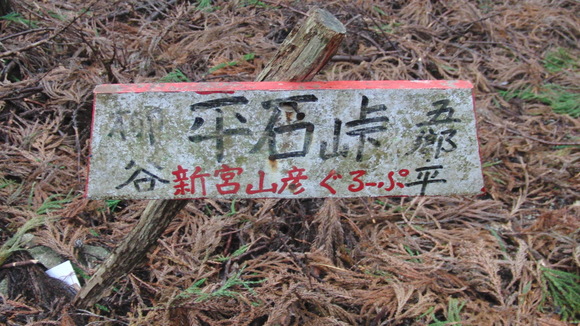 柳谷
平石峠
五郎平
新宮山彦ぐるーぷ